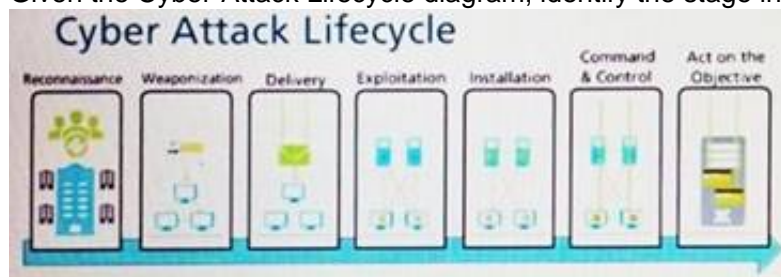 Given the Cyber Attack Lifecycle diagram, identify the stage in
Cyber Attack Lifecycle
Reconnaissance Weaponization Delivery Exploitation Installation Command & Control Act on the Objective